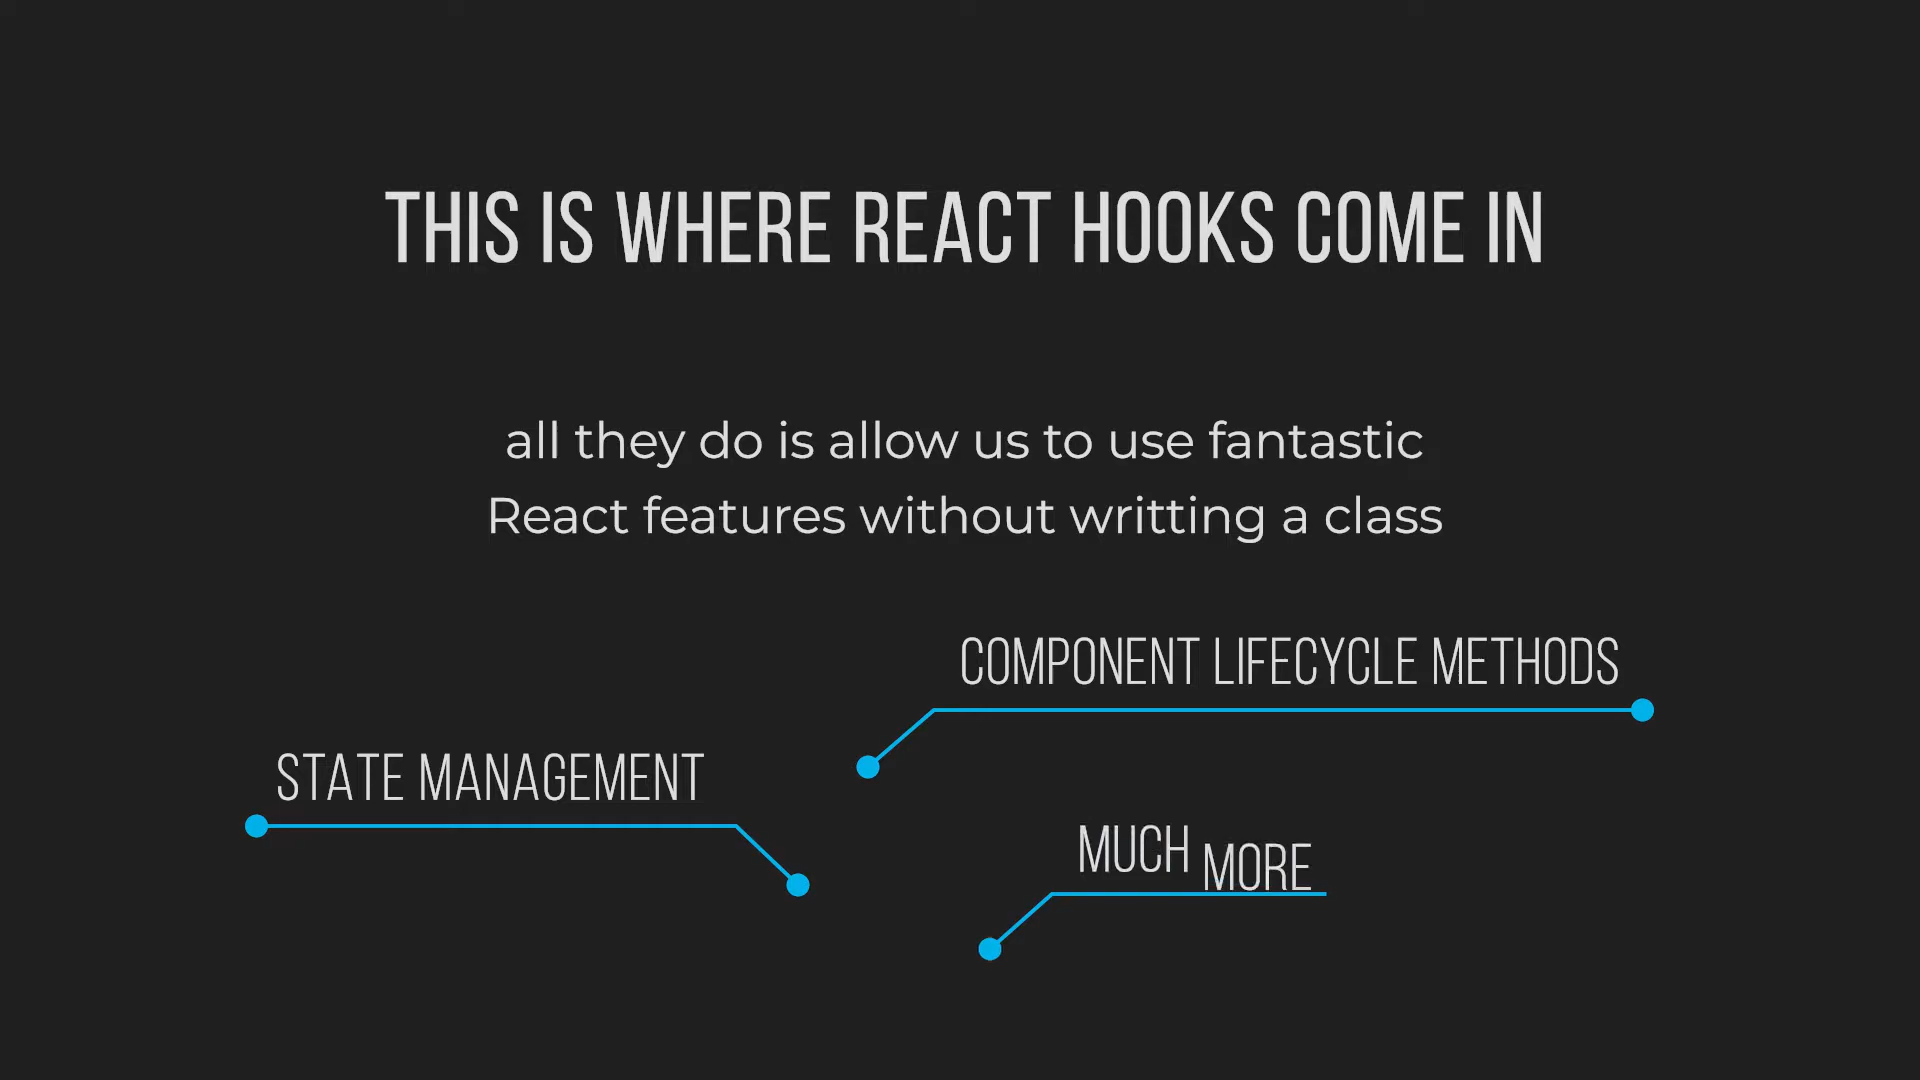 THIS IS WHERE REACT HOOKS COME IN
all they do is allow us to use fantastic
React features without writting a class
COMPONENT LIFECYCLE METHODS
STATE MANAGEMENT
MUCH MORE